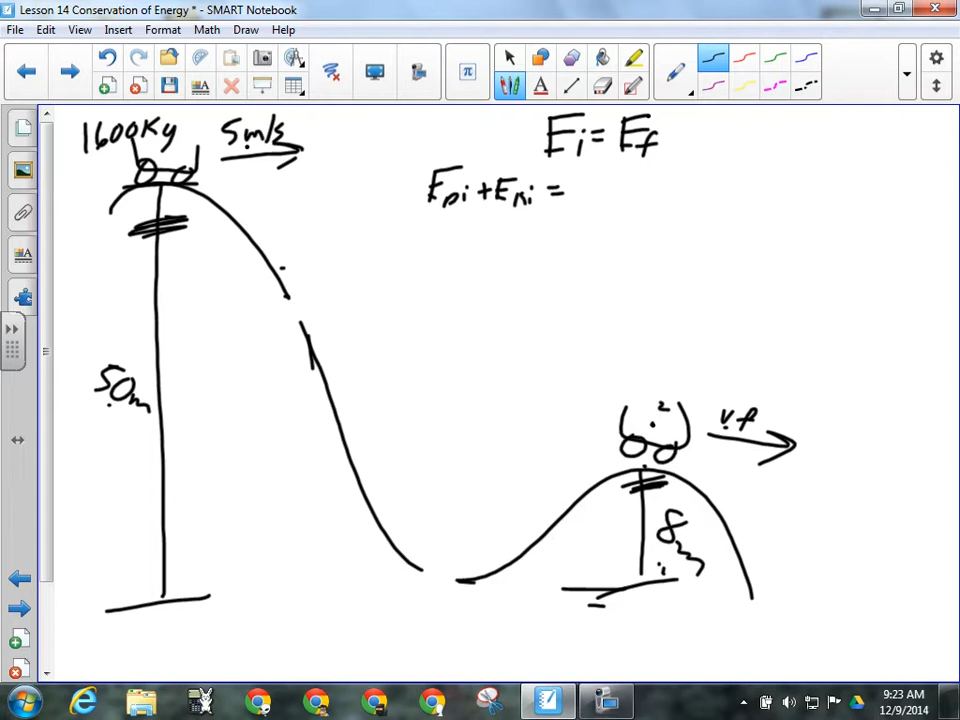 Lesson 14 Conservation of Energy * - SMART Notebook
File Edit View Insert Format Math Draw Help
π
A
1600Kg 5m/s
Ei = Ef
Epi + Eki =
50m
2
vf
8m
9:23 AM
12/9/2014